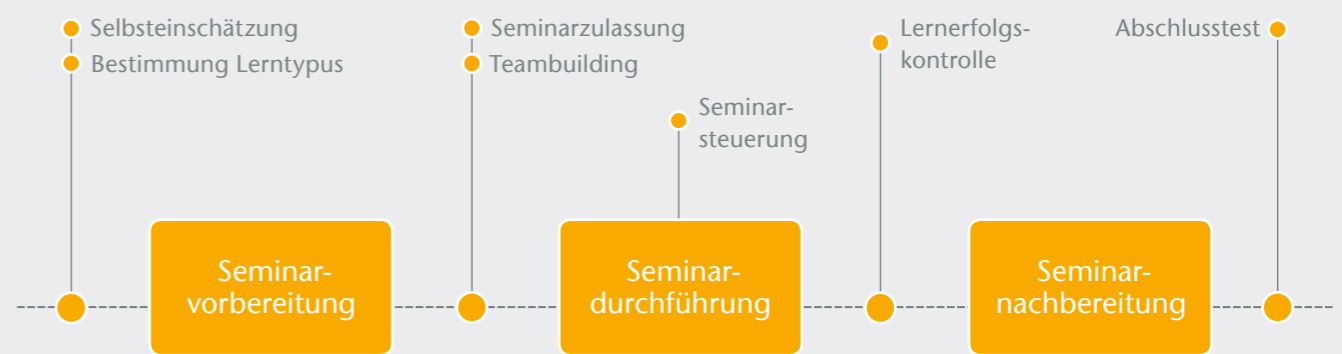 Selbsteinschätzung
Bestimmung Lerntypus
Seminarzulassung
Teambuilding
Seminar-
steuerung
Lernerfolgs-
kontrolle
Abschlusstest
Seminar-
vorbereitung
Seminar-
durchführung
Seminar-
nachbereitung